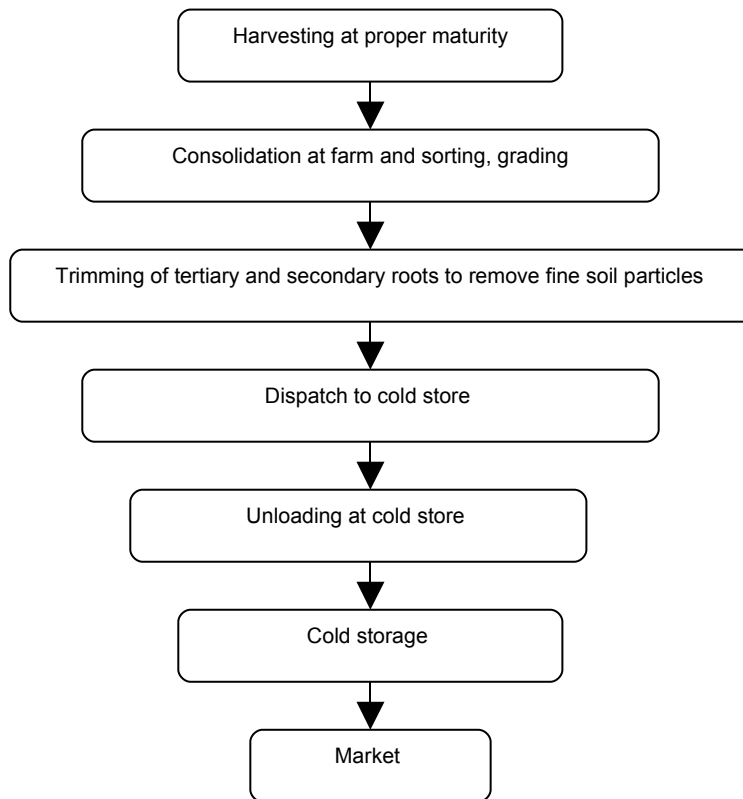 Harvesting at proper maturity
Consolidation at farm and sorting, grading
Trimming of tertiary and secondary roots to remove fine soil particles
Dispatch to cold store
Unloading at cold store
Cold storage
Market